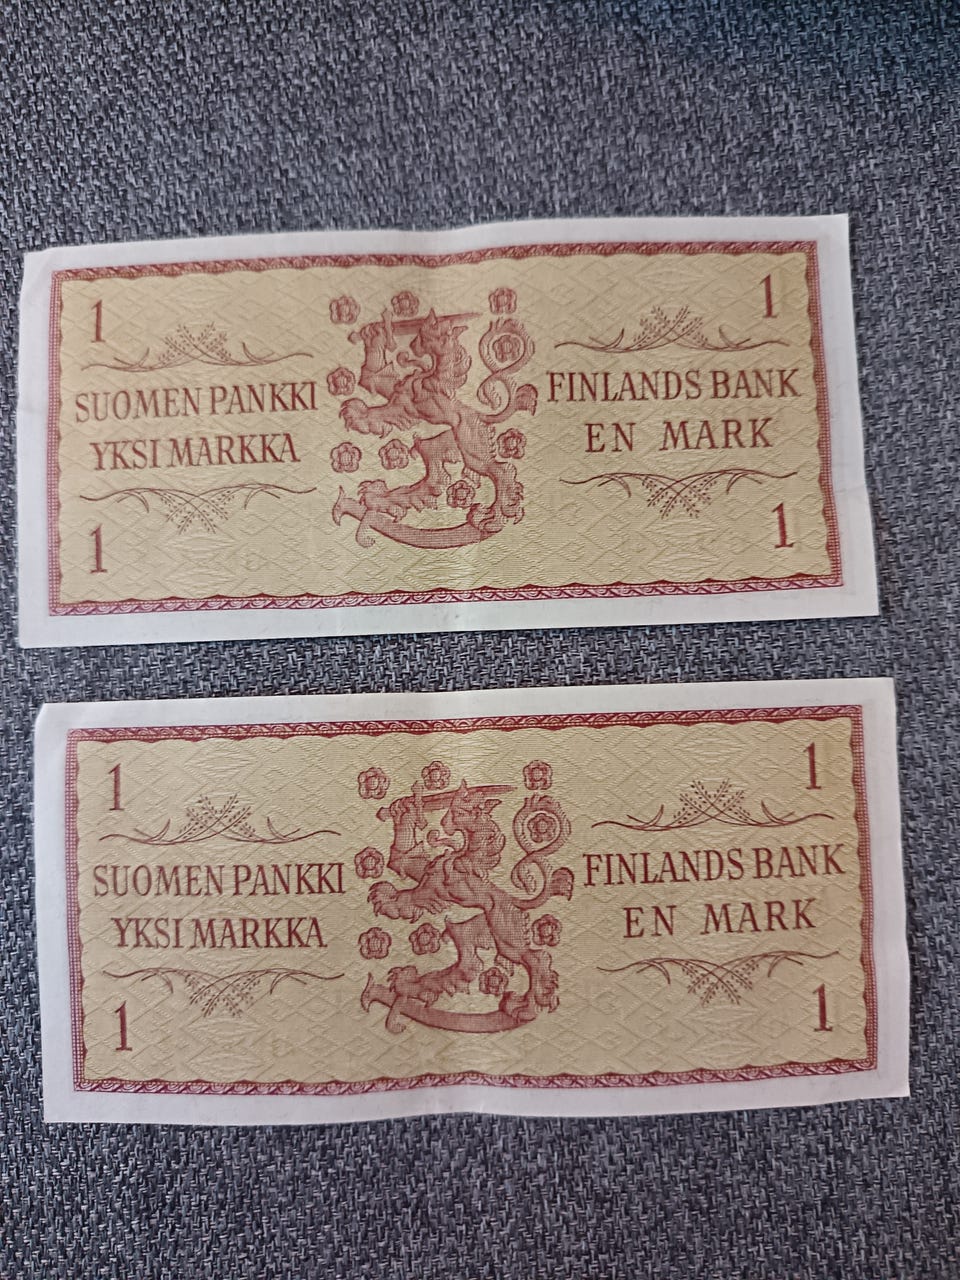 1
1
SUOMEN PANKKI
YKSI MARKKA
FINLANDS BANK
EN MARK
1
1
1
1
SUOMEN PANKKI
YKSI MARKKA
FINLANDS BANK
EN MARK
1
1